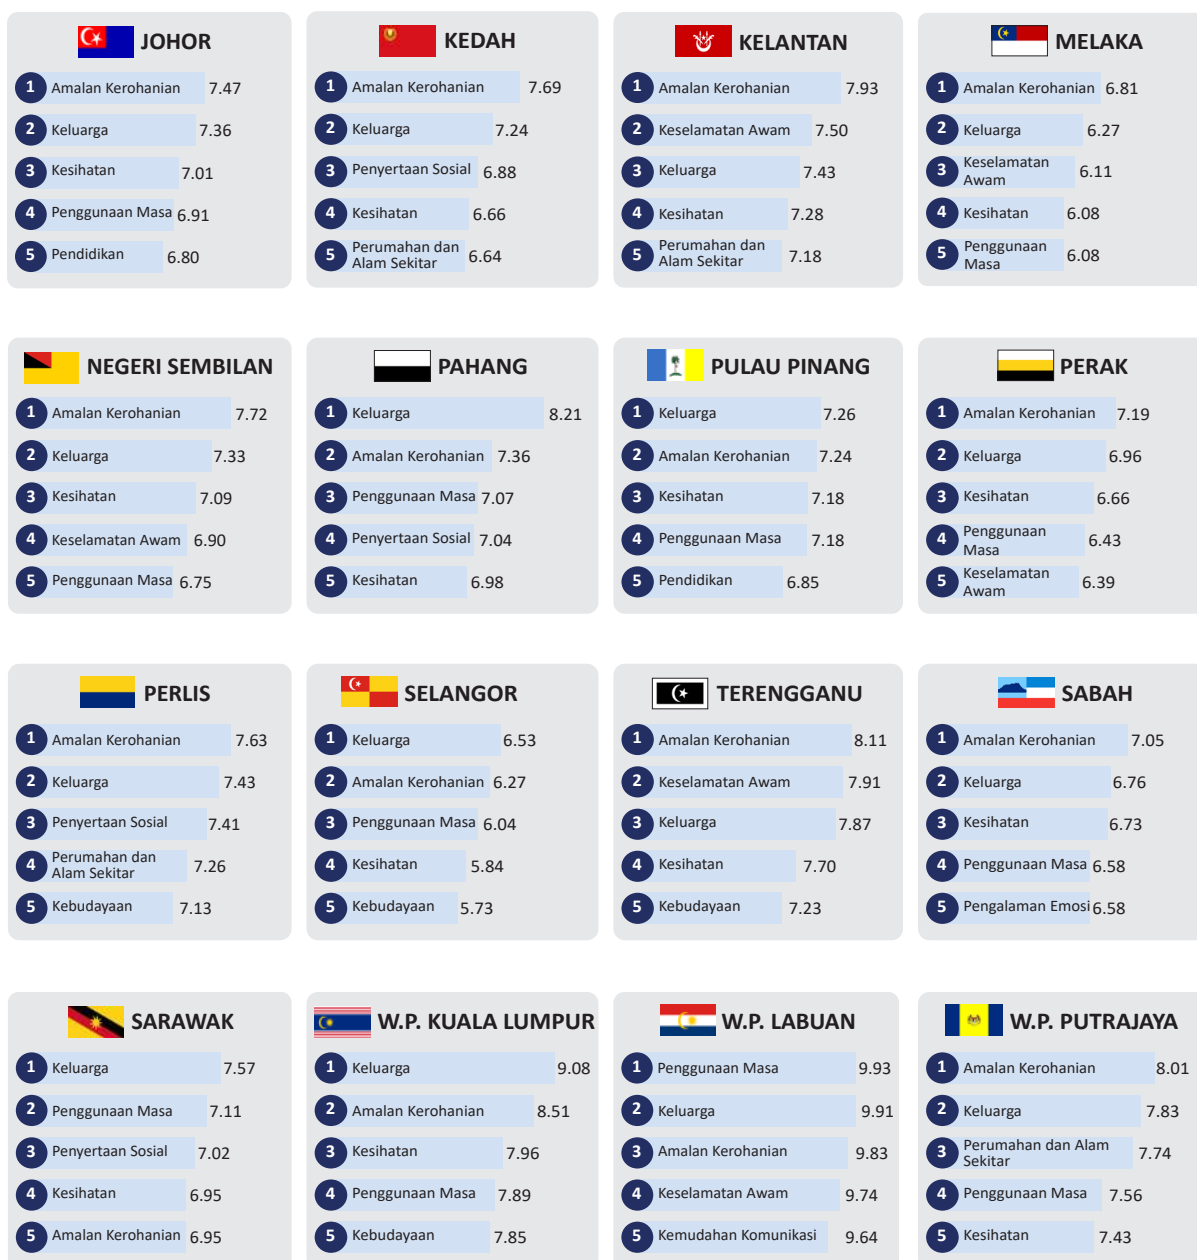 JOHOR
1 Amalan Kerohanian 7.47
2 Keluarga 7.36
3 Kesihatan 7.01
4 Penggunaan Masa 6.91
5 Pendidikan 6.80
KEDAH
1 Amalan Kerohanian 7.69
2 Keluarga 7.24
3 Penyertaan Sosial 6.88
4 Kesihatan 6.66
5 Perumahan dan
Alam Sekitar 6.64
KELANTAN
1 Amalan Kerohanian 7.93
2 Keselamatan Awam 7.50
3 Keluarga 7.43
4 Kesihatan 7.28
5 Perumahan dan
Alam Sekitar 7.18
MELAKA
1 Amalan Kerohanian 6.81
2 Keluarga 6.27
3 Keselamatan
Awam 6.11
4 Kesihatan 6.08
5 Penggunaan
Masa 6.08
NEGERI SEMBILAN
1 Amalan Kerohanian 7.72
2 Keluarga 7.33
3 Kesihatan 7.09
4 Keselamatan Awam 6.90
5 Penggunaan Masa 6.75
PAHANG
1 Keluarga 8.21
2 Amalan Kerohanian 7.36
3 Penggunaan Masa 7.07
4 Penyertaan Sosial 7.04
5 Kesihatan 6.98
PULAU PINANG
1 Keluarga 7.26
2 Amalan Kerohanian 7.24
3 Kesihatan 7.18
4 Penggunaan Masa 7.18
5 Pendidikan 6.85
PERAK
1 Amalan Kerohanian 7.19
2 Keluarga 6.96
3 Kesihatan 6.66
4 Penggunaan
Masa 6.43
5 Keselamatan
Awam 6.39
PERLIS
1 Amalan Kerohanian 7.63
2 Keluarga 7.43
3 Penyertaan Sosial 7.41
4 Perumahan dan
Alam Sekitar 7.26
5 Kebudayaan 7.13
SELANGOR
1 Keluarga 6.53
2 Amalan Kerohanian 6.27
3 Penggunaan Masa 6.04
4 Kesihatan 5.84
5 Kebudayaan 5.73
TERENGGANU
1 Amalan Kerohanian 8.11
2 Keselamatan Awam 7.91
3 Keluarga 7.87
4 Kesihatan 7.70
5 Kebudayaan 7.23
SABAH
1 Amalan Kerohanian 7.05
2 Keluarga 6.76
3 Kesihatan 6.73
4 Penggunaan Masa 6.58
5 Pengalaman Emosi 6.58
SARAWAK
1 Keluarga 7.57
2 Penggunaan Masa 7.11
3 Penyertaan Sosial 7.02
4 Kesihatan 6.95
5 Amalan Kerohanian 6.95
W.P. KUALA LUMPUR
1 Keluarga 9.08
2 Amalan Kerohanian 8.51
3 Kesihatan 7.96
4 Penggunaan Masa 7.89
5 Kebudayaan 7.85
W.P. LABUAN
1 Penggunaan Masa 9.93
2 Keluarga 9.91
3 Amalan Kerohanian 9.83
4 Keselamatan Awam 9.74
5 Kemudahan Komunikasi 9.64
W.P. PUTRAJAYA
1 Amalan Kerohanian 8.01
2 Keluarga 7.83
3 Perumahan dan Alam
Sekitar 7.74
4 Penggunaan Masa 7.56
5 Kesihatan 7.43